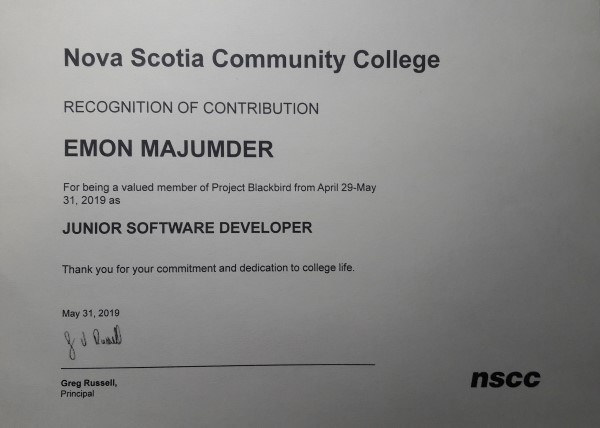 Nova Scotia Community College
RECOGNITION OF CONTRIBUTION
EMON MAJUMDER
For being a valued member of Project Blackbird from April 29-May
31, 2019 as
JUNIOR SOFTWARE DEVELOPER
Thank you for your commitment and dedication to college life.
May 31, 2019
Greg Russell,
Principal
nscc